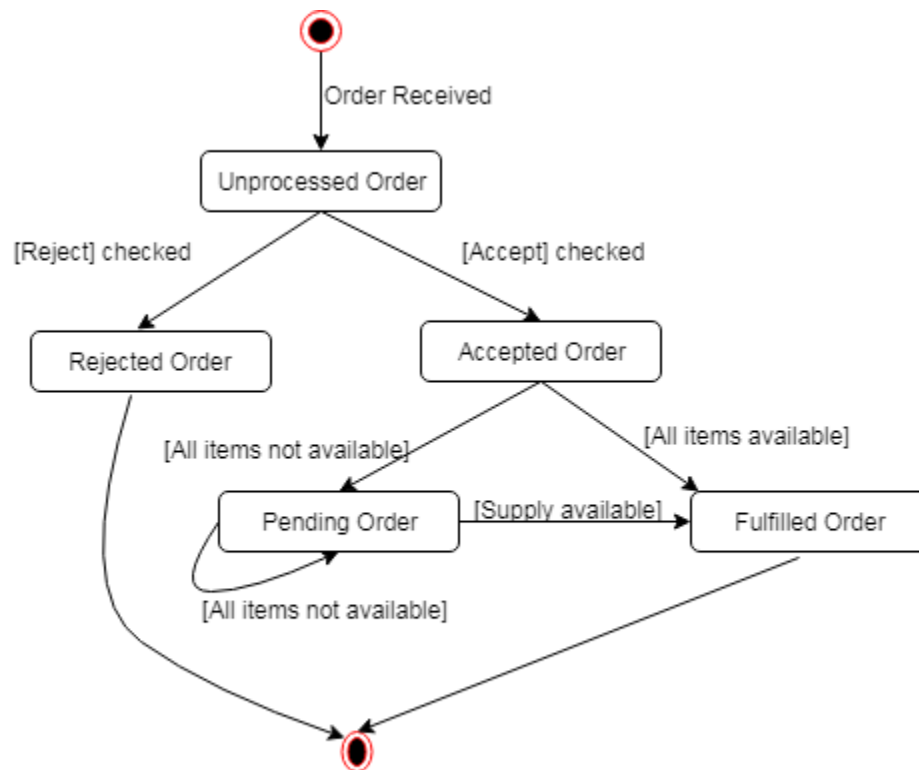 Order Received
Unprocessed Order
[Reject] checked
[Accept] checked
Rejected Order
Accepted Order
[All items not available]
[All items available]
Pending Order
[Supply available]
Fulfilled Order
[All items not available]